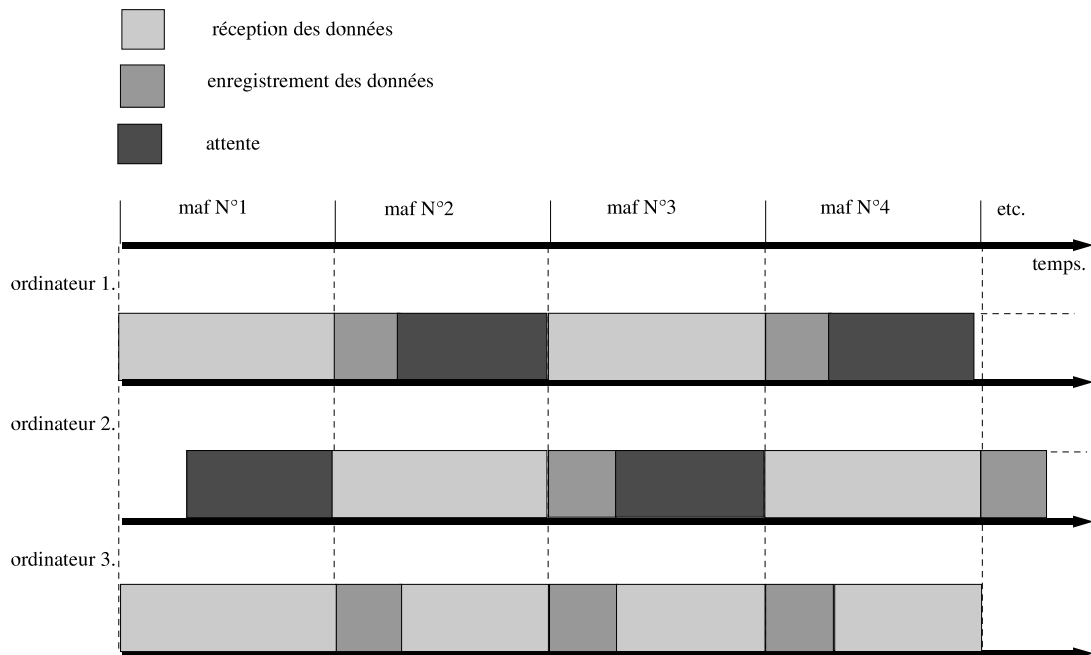 réception des données
enregistrement des données
attente
maf N°1 maf N°2 maf N°3 maf N°4 etc.
temps.
ordinateur 1.
ordinateur 2.
ordinateur 3.